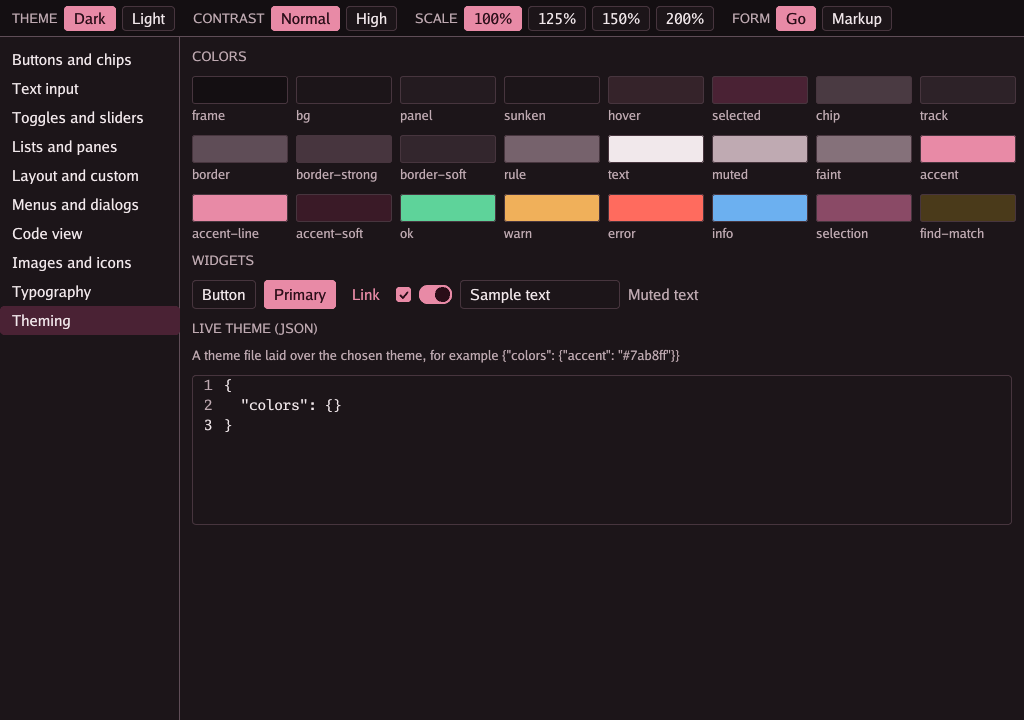 THEME Dark Light CONTRAST Normal High SCALE 100% 125% 150% 200% FORM Go Markup
Buttons and chips
Text input
Toggles and sliders
Lists and panes
Layout and custom
Menus and dialogs
Code view
Images and icons
Typography
Theming
COLORS
frame bg panel sunken hover selected chip track
border border-strong border-soft rule text muted faint accent
accent-line accent-soft ok warn error info selection find-match
WIDGETS
Button Primary Link Sample text Muted text
LIVE THEME (JSON)
A theme file laid over the chosen theme, for example {"colors": {"accent": "#7ab8ff"}}
1 {
2 "colors": {}
3 }